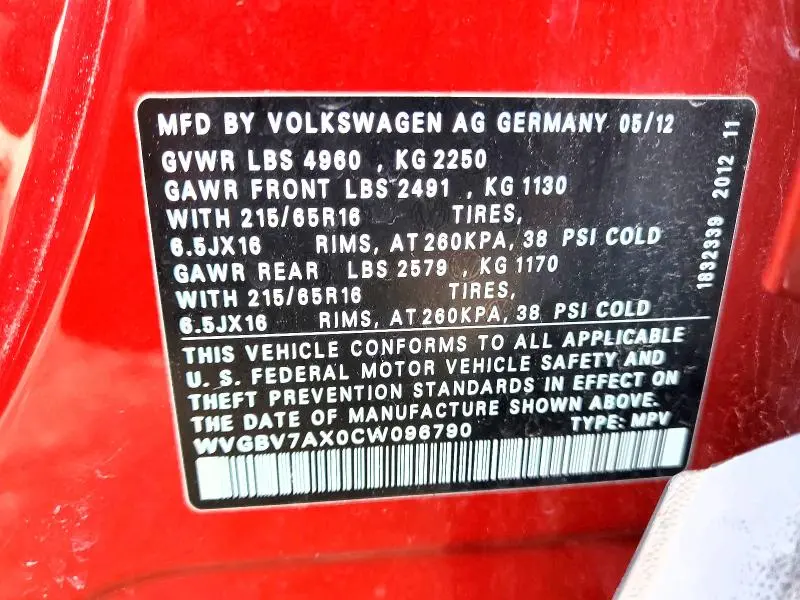 MFD BY VOLKSWAGEN AG GERMANY 05/12
GVWR LBS 4960 , KG 2250
GAWR FRONT LBS 2491 , KG 1130
WITH 215/65R16 TIRES,
6.5JX16 RIMS, AT 260KPA, 38 PSI COLD
GAWR REAR LBS 2579 , KG 1170
WITH 215/65R16 TIRES,
6.5JX16 RIMS, AT 260KPA, 38 PSI COLD
THIS VEHICLE CONFORMS TO ALL APPLICABLE
U. S. FEDERAL MOTOR VEHICLE SAFETY AND
THEFT PREVENTION STANDARDS IN EFFECT ON
THE DATE OF MANUFACTURE SHOWN ABOVE.
WVGBV7AX0CW096790 TYPE: MPV
1832339 2012 11